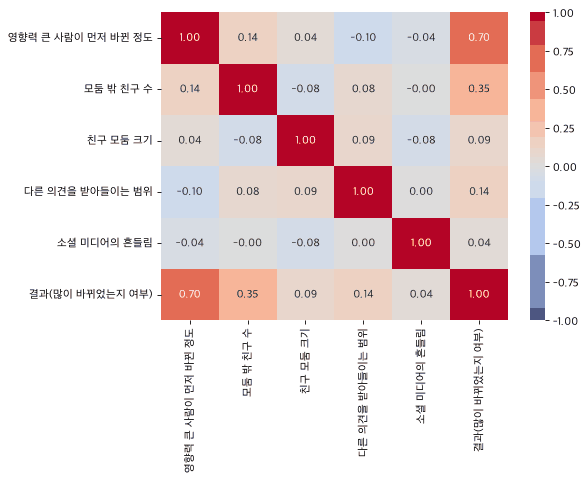 영향력 큰 사람이 먼저 바뀐 정도 1.00 0.14 0.04 -0.10 -0.04 0.70
모둠 밖 친구 수 0.14 1.00 -0.08 0.08 -0.00 0.35
친구 모둠 크기 0.04 -0.08 1.00 0.09 -0.08 0.09
다른 의견을 받아들이는 범위 -0.10 0.08 0.09 1.00 0.00 0.14
소셜 미디어의 흔들림 -0.04 -0.00 -0.08 0.00 1.00 0.04
결과(많이 바뀌었는지 여부) 0.70 0.35 0.09 0.14 0.04 1.00
영향력 큰 사람이 먼저 바뀐 정도
모둠 밖 친구 수
친구 모둠 크기
다른 의견을 받아들이는 범위
소셜 미디어의 흔들림
결과(많이 바뀌었는지 여부)
1.00
0.75
0.50
0.25
0.00
-0.25
-0.50
-0.75
-1.00